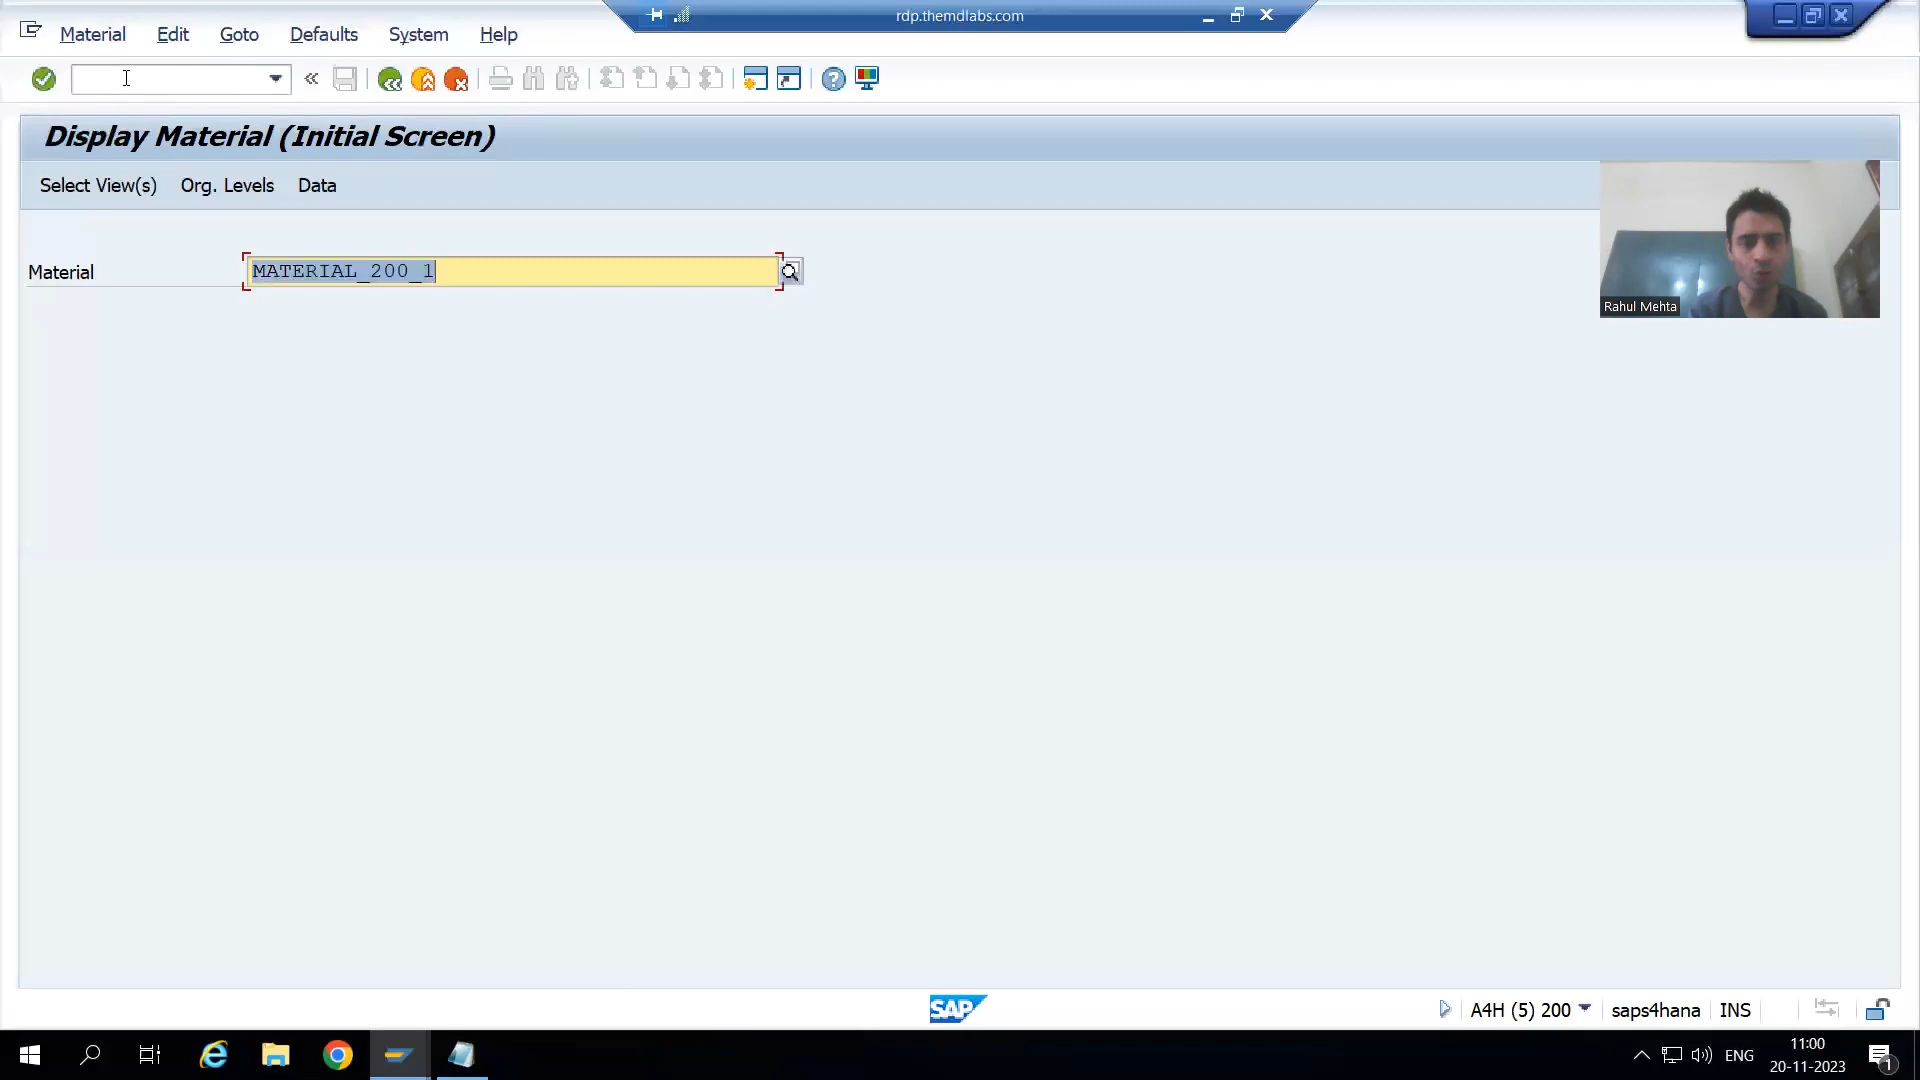 rdp.themdlabs.com
Material Edit Goto Defaults System Help
Display Material (Initial Screen)
Select View(s) Org. Levels Data
Material MATERIAL_200_1
Rahul Mehta
SAP A4H (5) 200 saps4hana INS
ENG 11:00
20-11-2023
1